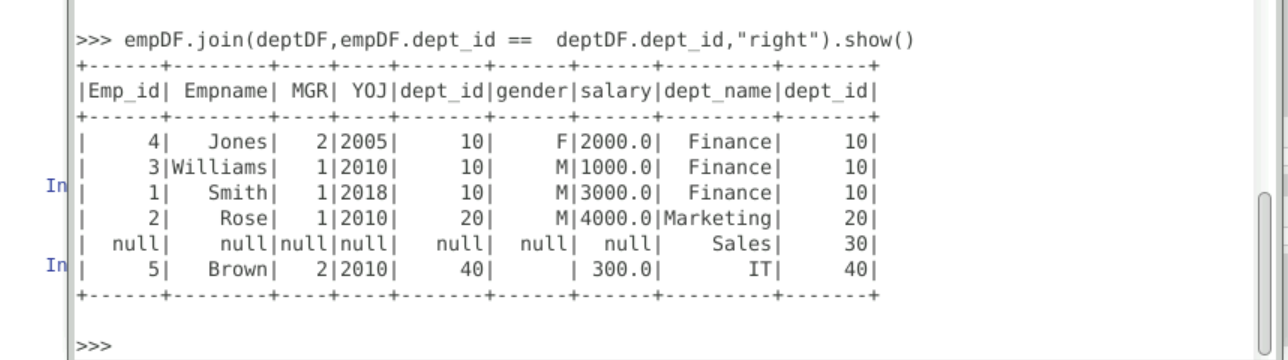 >>> empDF.join(deptDF,empDF.dept_id ==  deptDF.dept_id,"right").show()
+------+--------+----+----+-------+------+------+---------+-------+
|Emp_id| Empname| MGR| YOJ|dept_id|gender|salary|dept_name|dept_id|
+------+--------+----+----+-------+------+------+---------+-------+
|     4|   Jones|   2|2005|     10|     F|2000.0|  Finance|     10|
|     3|Williams|   1|2010|     10|     M|1000.0|  Finance|     10|
In
|     1|   Smith|   1|2018|     10|     M|3000.0|  Finance|     10|
|     2|    Rose|   1|2010|     20|     M|4000.0|Marketing|     20|
|  null|    null|null|null|   null|  null|  null|    Sales|     30|
In
|     5|   Brown|   2|2010|     40|      | 300.0|       IT|     40|
+------+--------+----+----+-------+------+------+---------+-------+
>>>